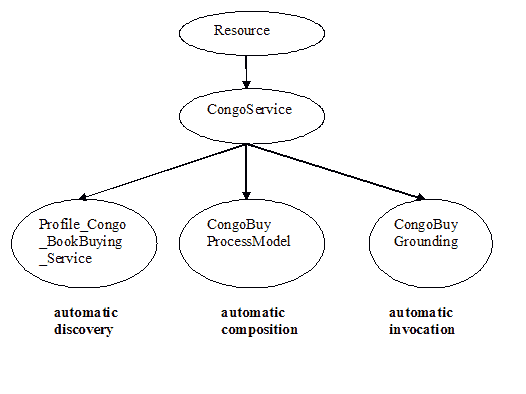 Resource
CongoService
Profile_Congo
_BookBuying
_Service
CongoBuy
ProcessModel
CongoBuy
Grounding
automatic
discovery
automatic
composition
automatic
invocation